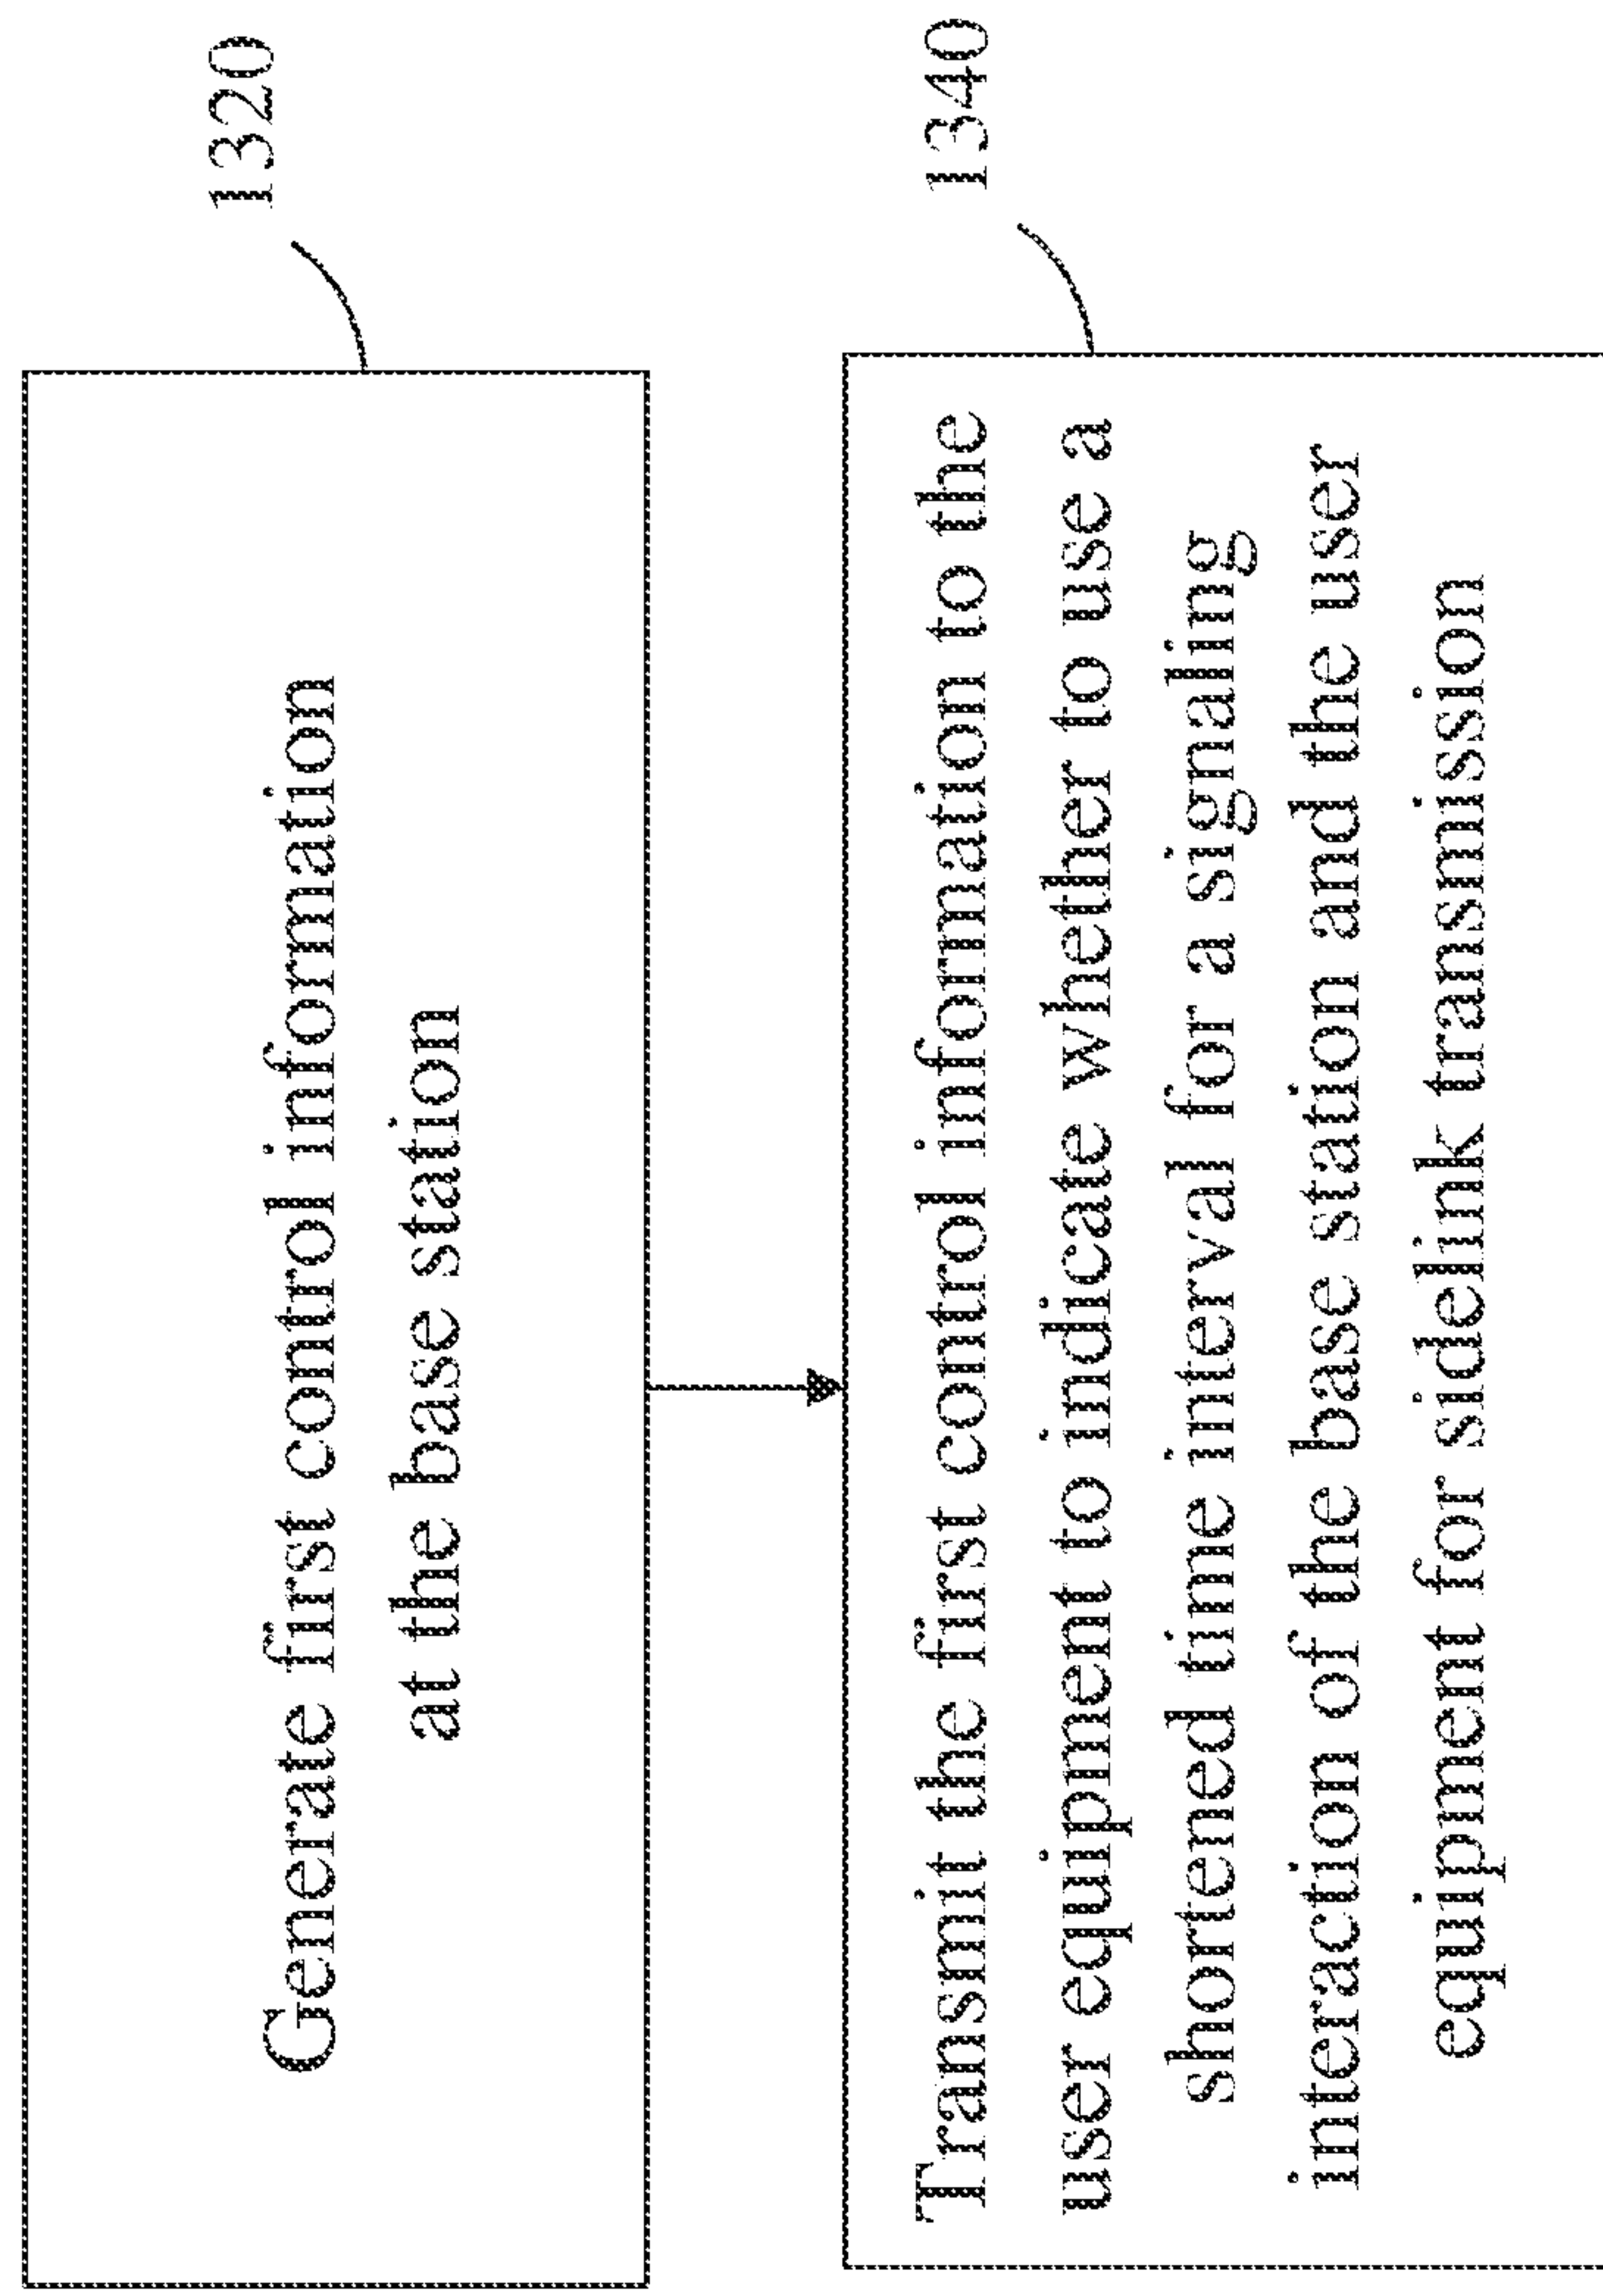 Generate first control information
at the base station
1320
Transmit the first control information to the
user equipment to indicate whether to use a
shortened time interval for a signaling
interaction of the base station and the user
equipment for sidelink transmission
1340